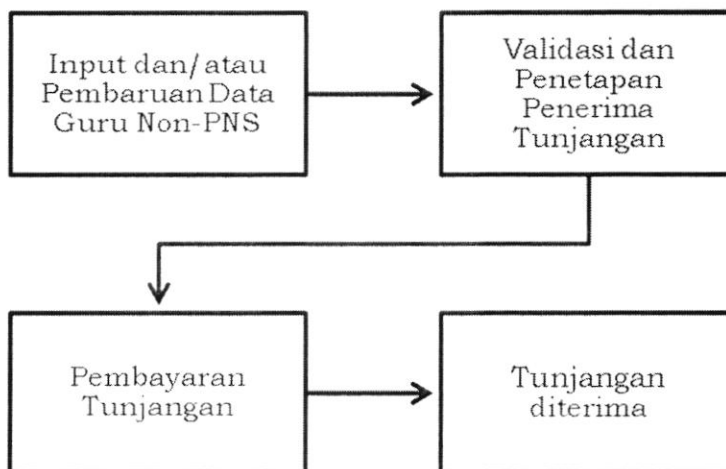 Input dan/atau
Pembaruan Data
Guru Non-PNS
Validasi dan
Penetapan
Penerima
Tunjangan
Pembayaran
Tunjangan
Tunjangan
diterima